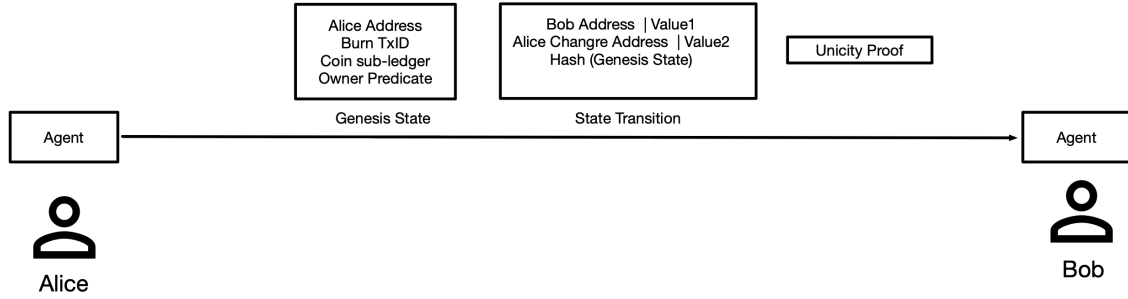 Alice Address
Burn TxID
Coin sub-ledger
Owner Predicate
Genesis State
Bob Address | Value1
Alice Changre Address | Value2
Hash (Genesis State)
State Transition
Unicity Proof
Agent
Agent
Alice
Bob